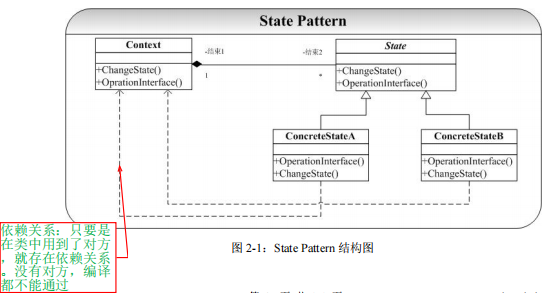 State Pattern
Context
-结束1
-结束2
State
+ChangeState()
+OprationInterface()
1
*
+ChangeState()
+OperationInterface()
ConcreteStateA
ConcreteStateB
+OperationInterface()
+ChangeState()
+OperationInterface()
+ChangeState()
依赖关系：只要是
在类中用到了对方
，就存在依赖关系
。没有对方，编译
都不能通过
图 2-1：State Pattern 结构图